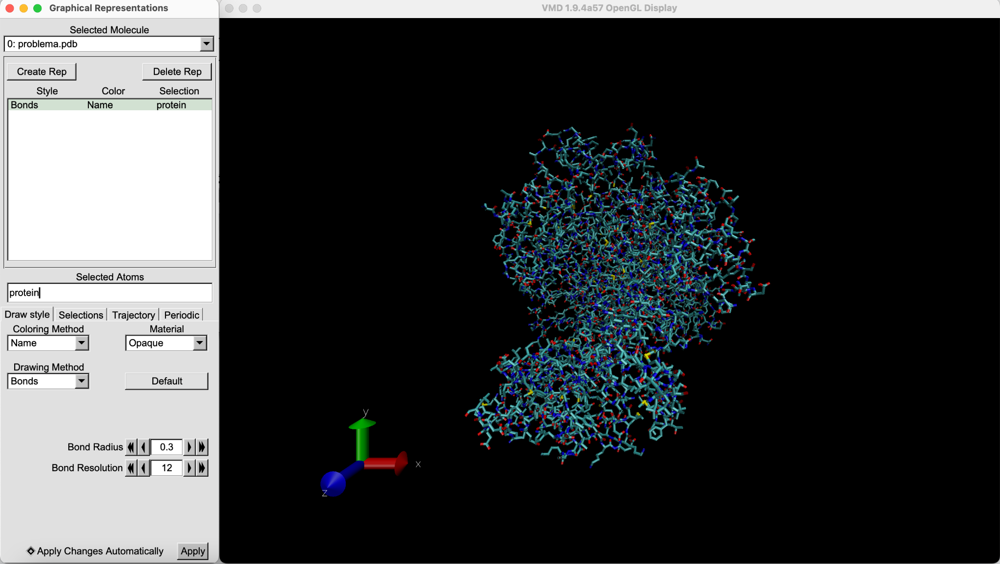 Graphical Representations
VMD 1.9.4a57 OpenGL Display
Selected Molecule
0: problema.pdb
Create Rep Delete Rep
Style Color Selection
Bonds Name protein
Selected Atoms
protein
Draw style Selections Trajectory Periodic
Coloring Method Material
Name Opaque
Drawing Method
Bonds Default
Bond Radius 0.3
Bond Resolution 12
Apply Changes Automatically Apply
y
x
z